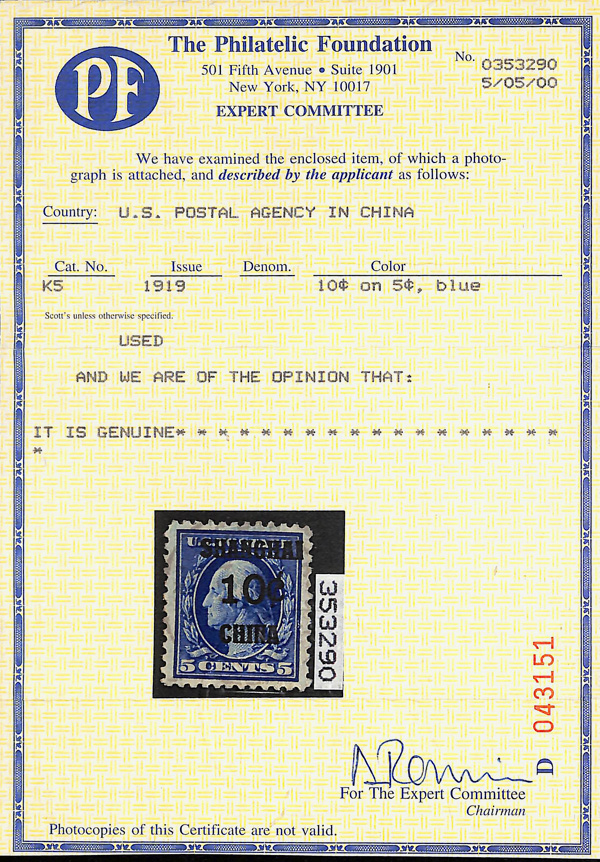 The Philatelic Foundation
501 Fifth Avenue • Suite 1901
New York, NY 10017
EXPERT COMMITTEE
PF
No. 0353290
5/05/00
We have examined the enclosed item, of which a photo-
graph is attached, and described by the applicant as follows:
Country: U.S. POSTAL AGENCY IN CHINA
Cat. No. Issue Denom. Color
K5 1919 10¢ on 5¢, blue
Scott's unless otherwise specified.
USED
AND WE ARE OF THE OPINION THAT:
IT IS GENUINE* * * * * * * * * * * * * * * * * *
*
SHANGHAI
10¢
CHINA
5 CENTS 5
353290
D 043151
For The Expert Committee
Chairman
Photocopies of this Certificate are not valid.